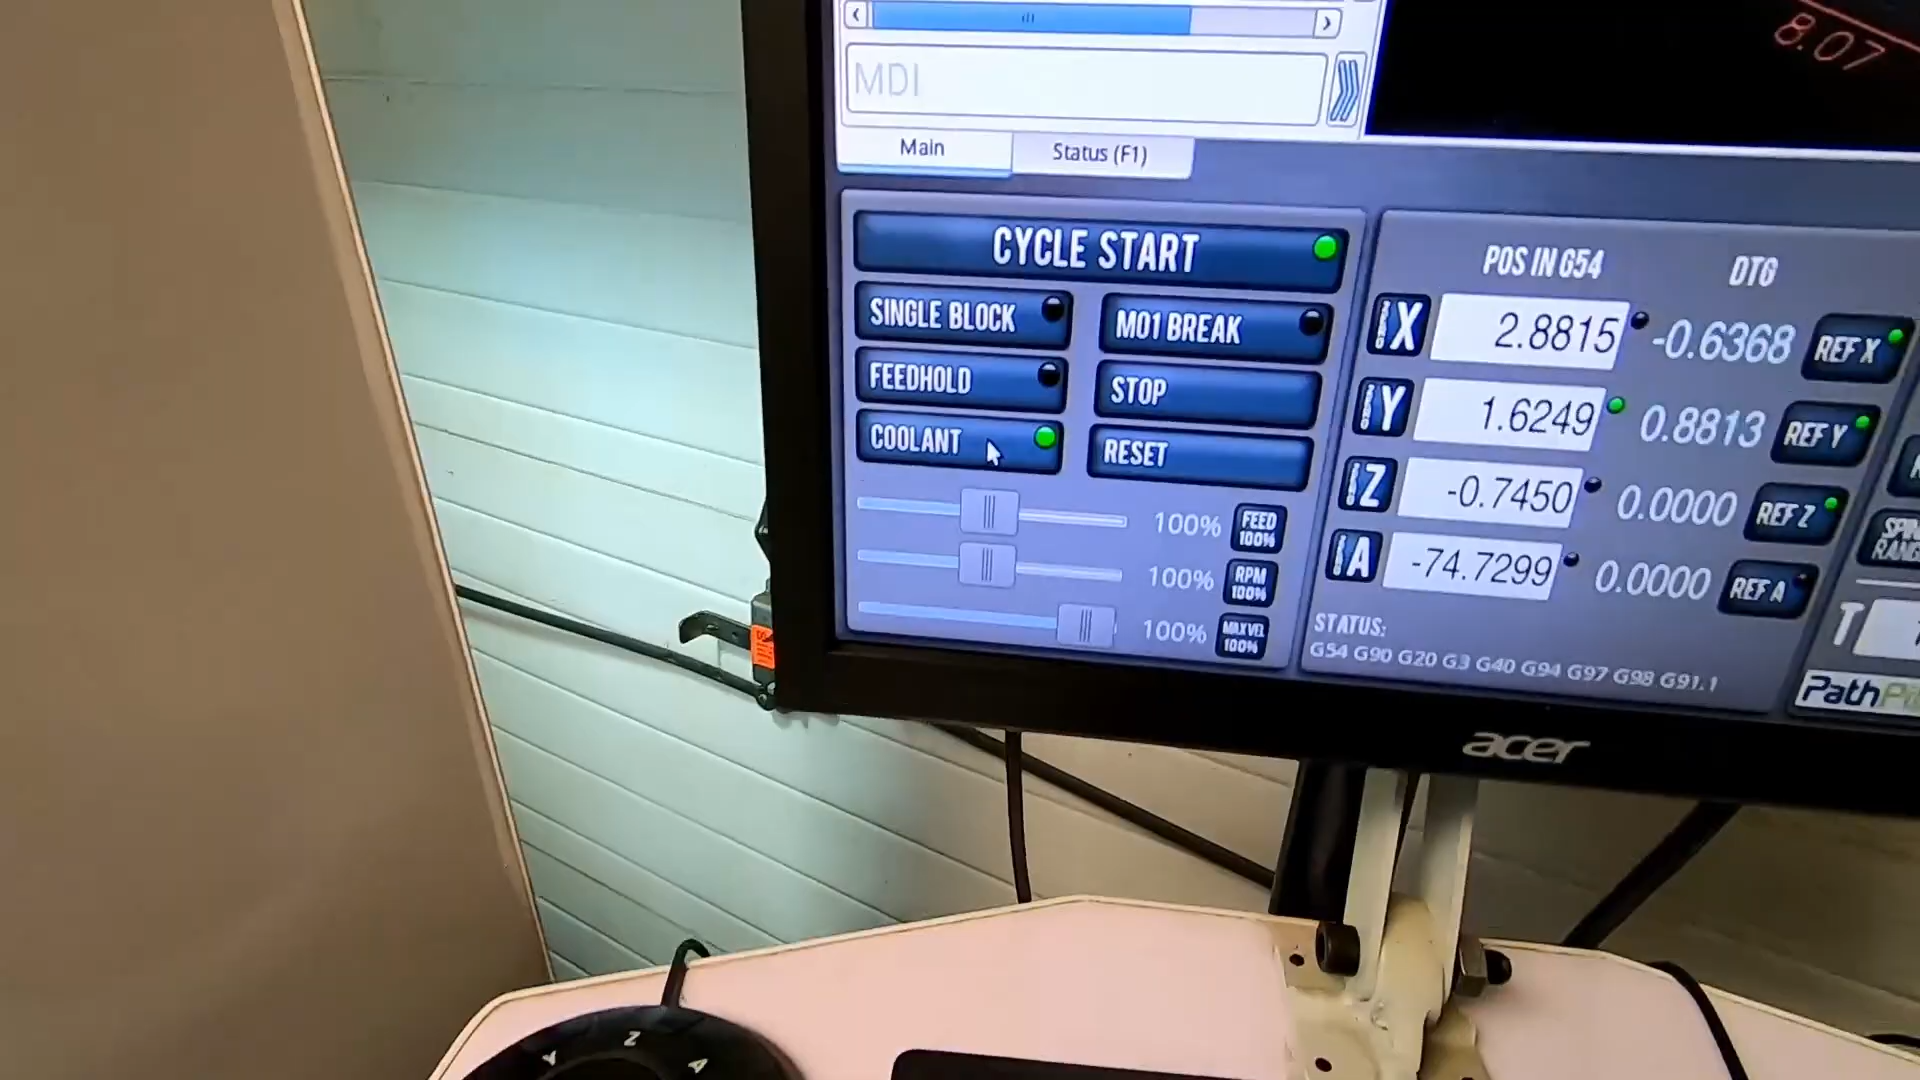 8.07
MDI
Main
Status (F1)
CYCLE START
SINGLE BLOCK
M01 BREAK
FEEDHOLD
STOP
COOLANT
RESET
100%
FEED
100%
100%
RPM
100%
100%
MAX VEL
100%
POS IN G54
DTG
X
2.8815
-0.6368
REF X
Y
1.6249
0.8813
REF Y
Z
-0.7450
0.0000
REF Z
A
-74.7299
0.0000
REF A
STATUS:
G54 G90 G20 G3 G40 G94 G97 G98 G91.1
T
acer
Y
Z
A